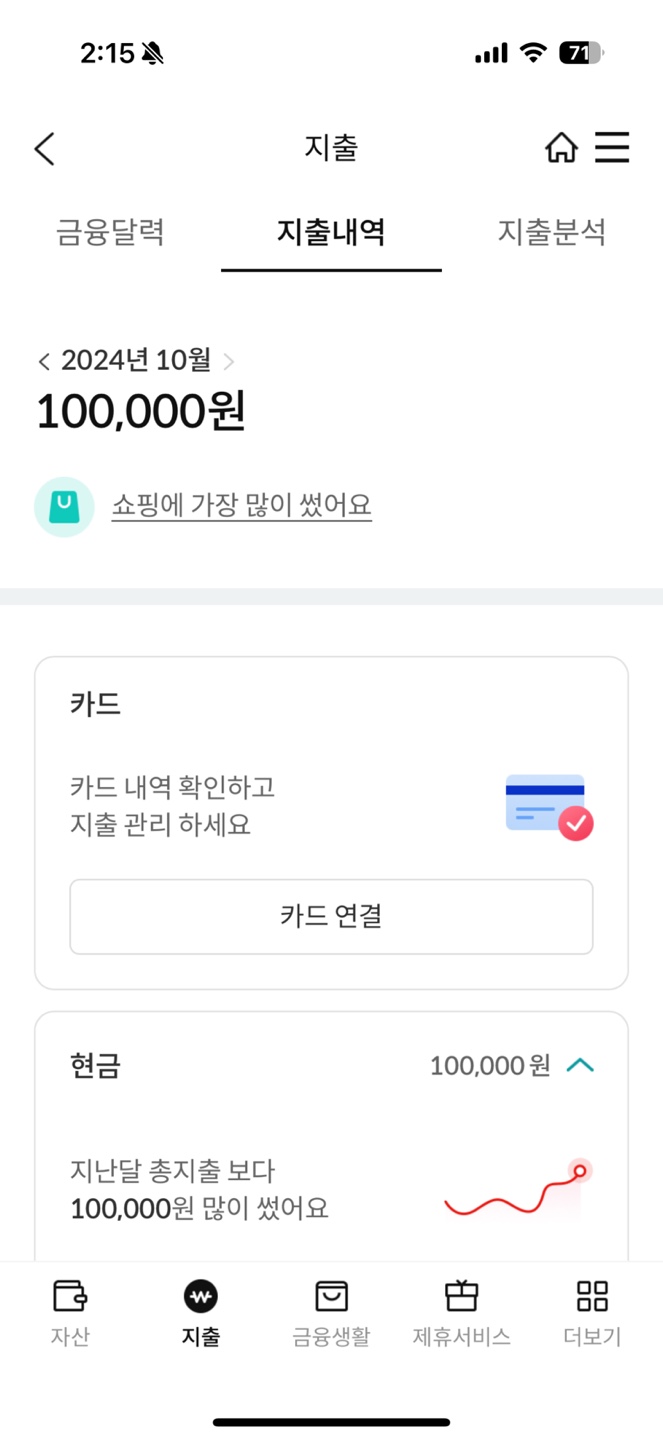 2:15
71
지출
금융달력 지출내역 지출분석
2024년 10월
100,000원
쇼핑에 가장 많이 썼어요
카드
카드 내역 확인하고
지출 관리 하세요
카드 연결
현금 100,000원
지난달 총지출 보다
100,000원 많이 썼어요
자산 지출 금융생활 제휴서비스 더보기